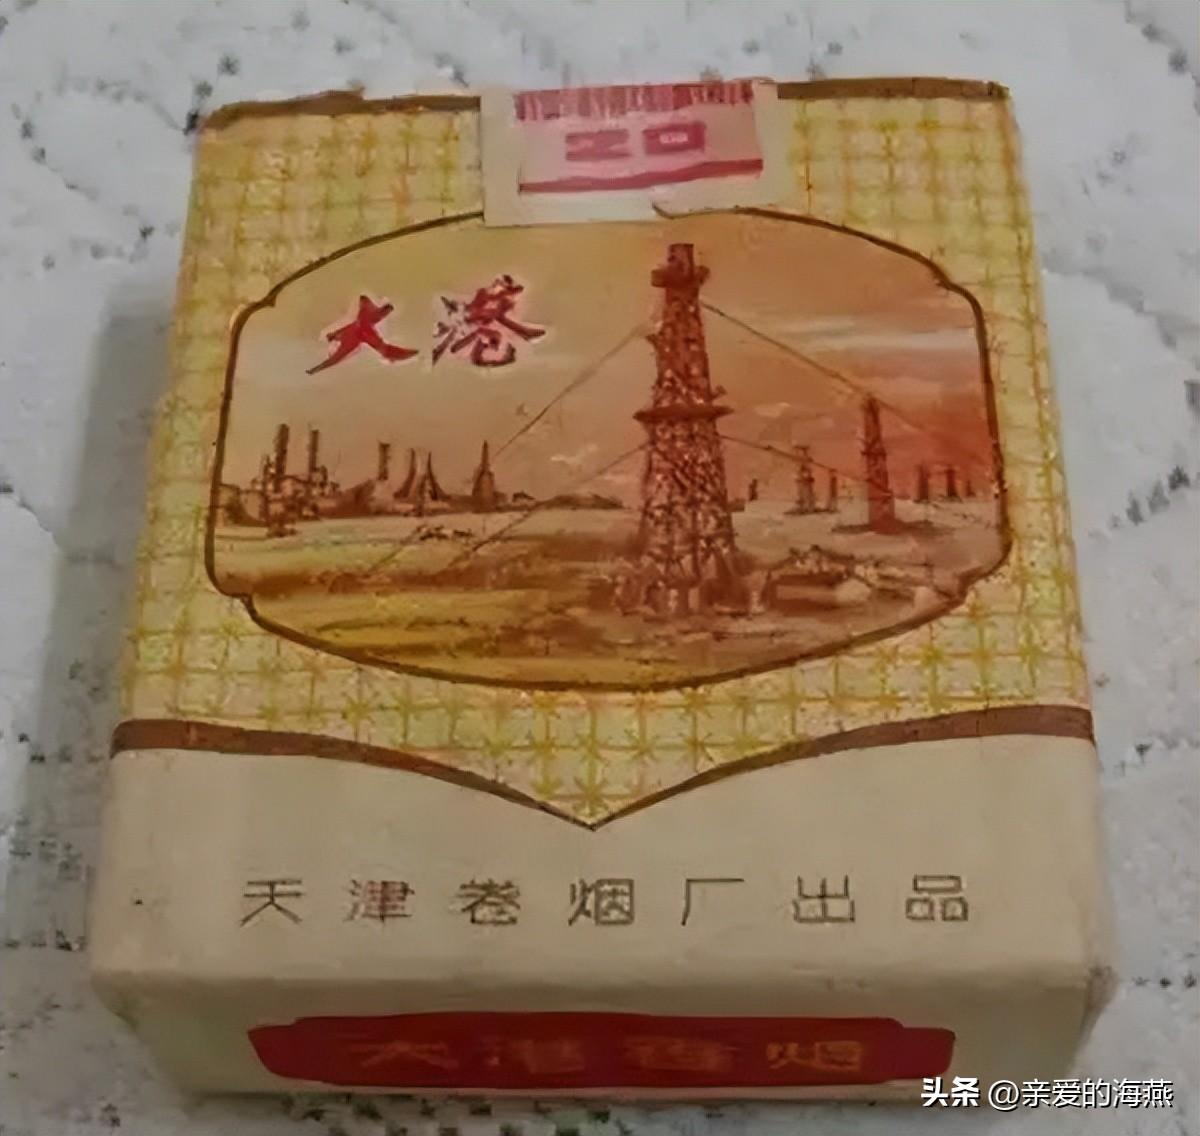 大港
天津卷烟厂出品
大港香烟
头条 @亲爱的海燕